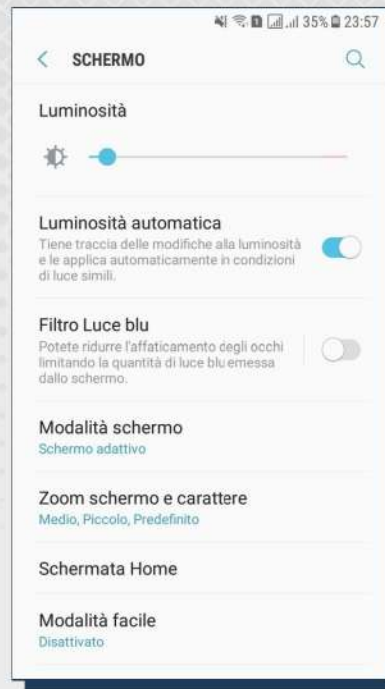 35% 23:57
SCHERMO
Luminosità
Luminosità automatica
Tiene traccia delle modifiche alla luminosità
e le applica automaticamente in condizioni
di luce simili.
Filtro Luce blu
Potete ridurre l'affaticamento degli occhi
limitando la quantità di luce blu emessa
dallo schermo.
Modalità schermo
Schermo adattivo
Zoom schermo e carattere
Medio, Piccolo, Predefinito
Schermata Home
Modalità facile
Disattivato